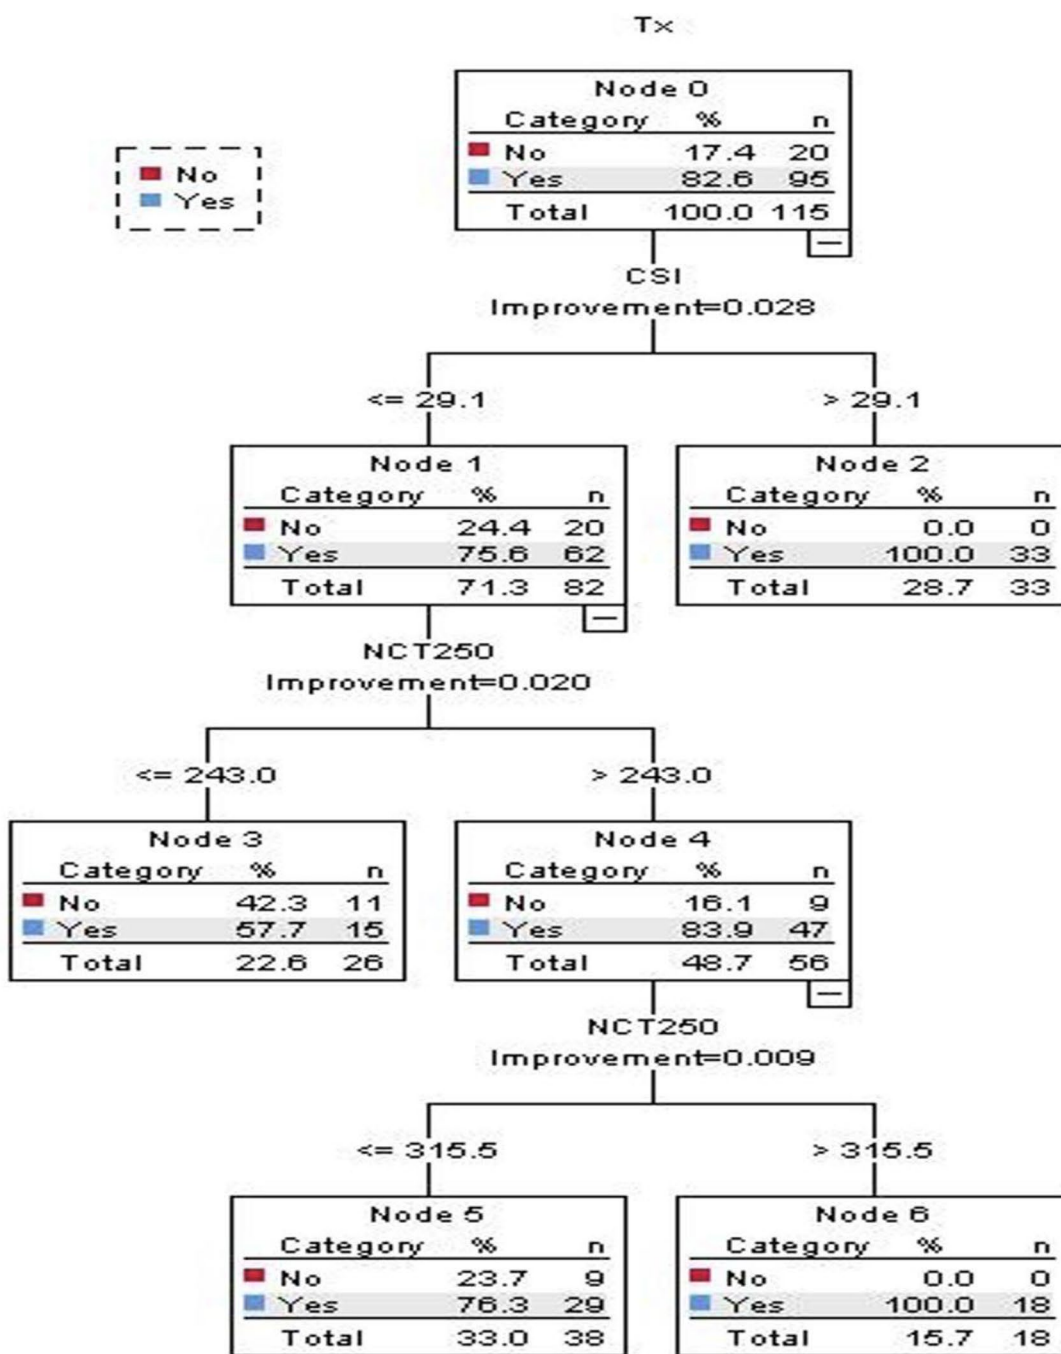 Tx
No
Yes
Node 0
Category % n
No 17.4 20
Yes 82.6 95
Total 100.0 115
CSI
Improvement=0.028
<= 29.1
> 29.1
Node 1
Category % n
No 24.4 20
Yes 75.6 62
Total 71.3 82
Node 2
Category % n
No 0.0 0
Yes 100.0 33
Total 28.7 33
NCT250
Improvement=0.020
<= 243.0
> 243.0
Node 3
Category % n
No 42.3 11
Yes 57.7 15
Total 22.6 26
Node 4
Category % n
No 16.1 9
Yes 83.9 47
Total 48.7 56
NCT250
Improvement=0.009
<= 315.5
> 315.5
Node 5
Category % n
No 23.7 9
Yes 76.3 29
Total 33.0 38
Node 6
Category % n
No 0.0 0
Yes 100.0 18
Total 15.7 18